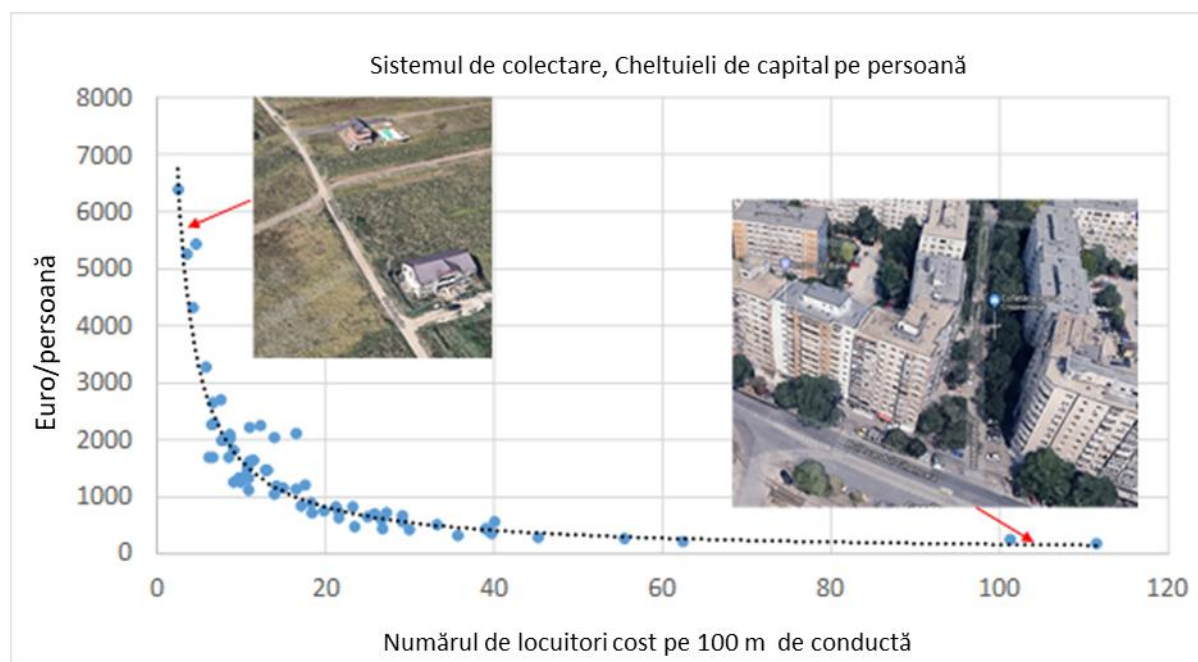 Sistemul de colectare, Cheltuieli de capital pe persoană
Euro/persoană
8000
7000
6000
5000
4000
3000
2000
1000
0
0 20 40 60 80 100 120
Numărul de locuitori cost pe 100 m de conductă